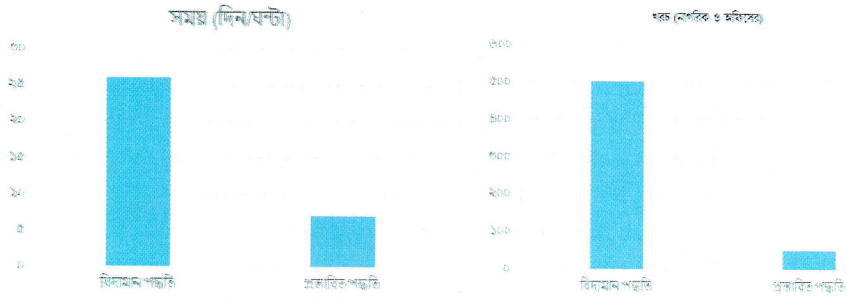 সময় (দিন/ঘন্টা)
৩০
২৫
২০
১৫
১০
৫
০
বিদ্যমান পদ্ধতি
প্রস্তাবিত পদ্ধতি
খরচ (নাগরিক ও অফিসের)
৬০০
৫০০
৪০০
৩০০
২০০
১০০
০
বিদ্যমান পদ্ধতি
প্রস্তাবিত পদ্ধতি